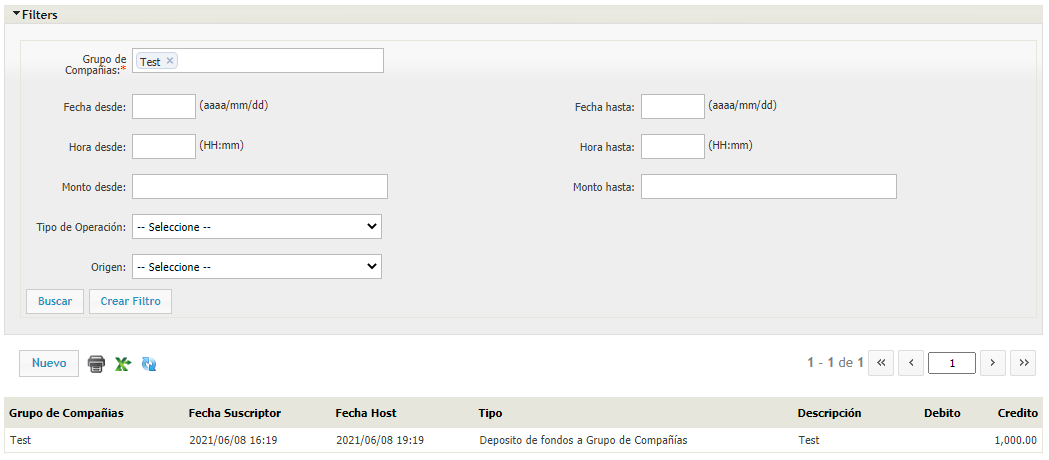 Filters
Grupo de
Compañias:*
Test ×
Fecha desde: (aaaa/mm/dd) Fecha hasta: (aaaa/mm/dd)
Hora desde: (HH:mm) Hora hasta: (HH:mm)
Monto desde: Monto hasta:
Tipo de Operación: -- Seleccione --
Origen: -- Seleccione --
Buscar Crear Filtro
Nuevo 1 - 1 de 1 « ‹ 1 › »
Grupo de Compañias Fecha Suscriptor Fecha Host Tipo Descripción Debito Credito
Test 2021/06/08 16:19 2021/06/08 19:19 Deposito de fondos a Grupo de Compañías Test 1,000.00